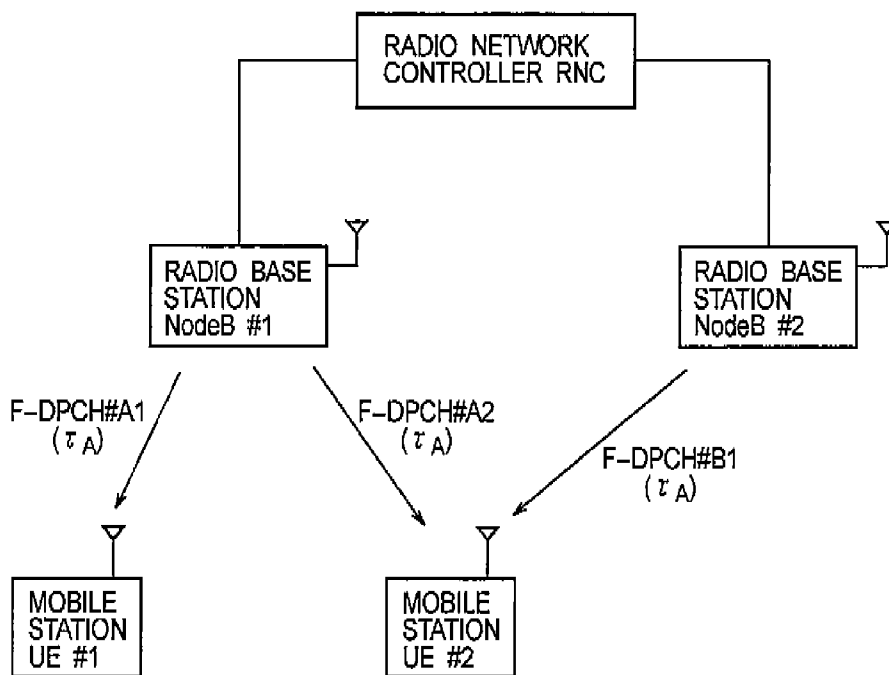 RADIO NETWORK
CONTROLLER RNC
RADIO BASE
STATION
NodeB #1
RADIO BASE
STATION
NodeB #2
F-DPCH#A1
(τA)
F-DPCH#A2
(τA)
F-DPCH#B1
(τA)
MOBILE
STATION
UE #1
MOBILE
STATION
UE #2